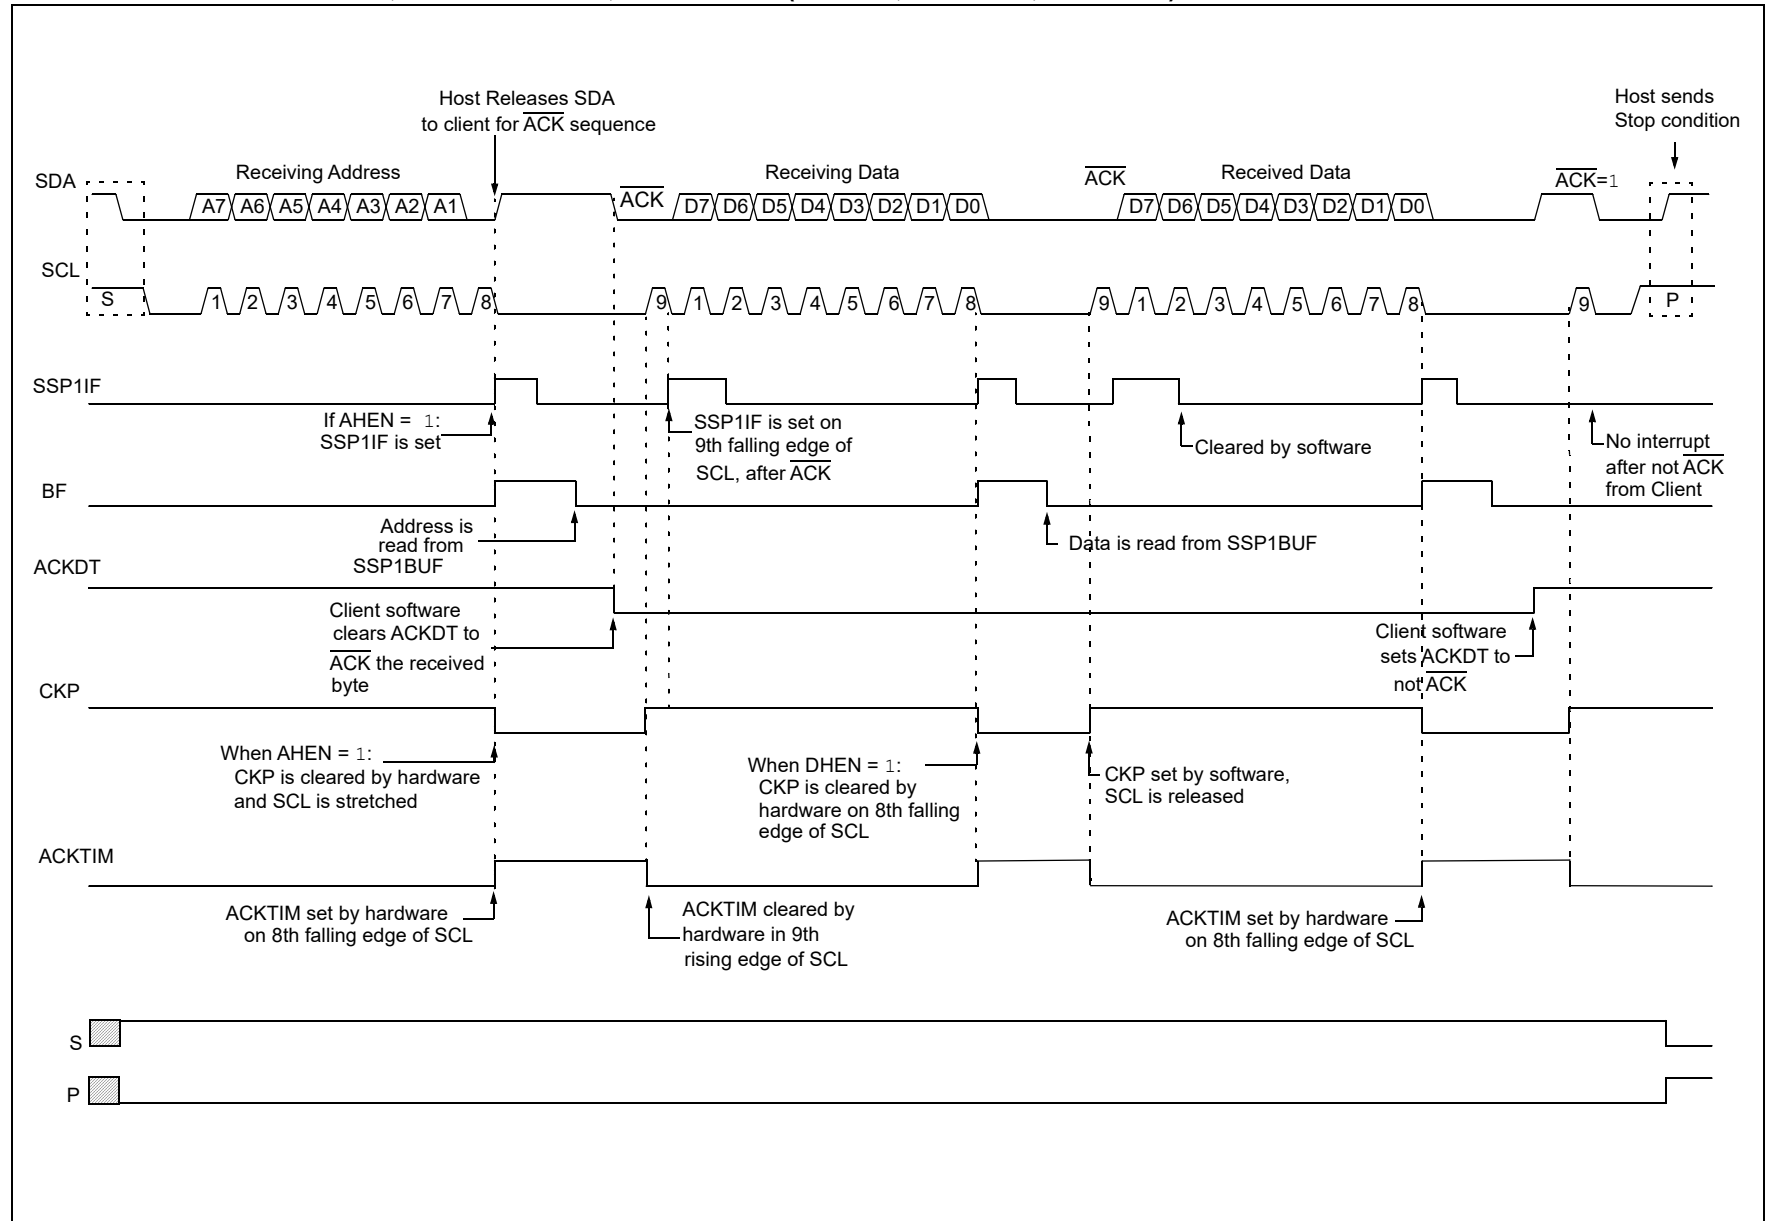 Host Releases SDA
to client for ACK sequence
Host sends
Stop condition
SDA
Receiving Address
A7 A6 A5 A4 A3 A2 A1
ACK
Receiving Data
D7 D6 D5 D4 D3 D2 D1 D0
ACK
Received Data
D7 D6 D5 D4 D3 D2 D1 D0
ACK=1
SCL
S
1 2 3 4 5 6 7 8
9 1 2 3 4 5 6 7 8
9 1 2 3 4 5 6 7 8
9
P
SSP1IF
If AHEN = 1:
SSP1IF is set
SSP1IF is set on
9th falling edge of
SCL, after ACK
Cleared by software
No interrupt
after not ACK
from Client
BF
Address is
read from
SSP1BUF
Data is read from SSP1BUF
ACKDT
Client software
clears ACKDT to
ACK the received
byte
Client software
sets ACKDT to
not ACK
CKP
When AHEN = 1:
CKP is cleared by hardware
and SCL is stretched
When DHEN = 1:
CKP is cleared by
hardware on 8th falling
edge of SCL
CKP set by software,
SCL is released
ACKTIM
ACKTIM set by hardware
on 8th falling edge of SCL
ACKTIM cleared by
hardware in 9th
rising edge of SCL
ACKTIM set by hardware
on 8th falling edge of SCL
S
P